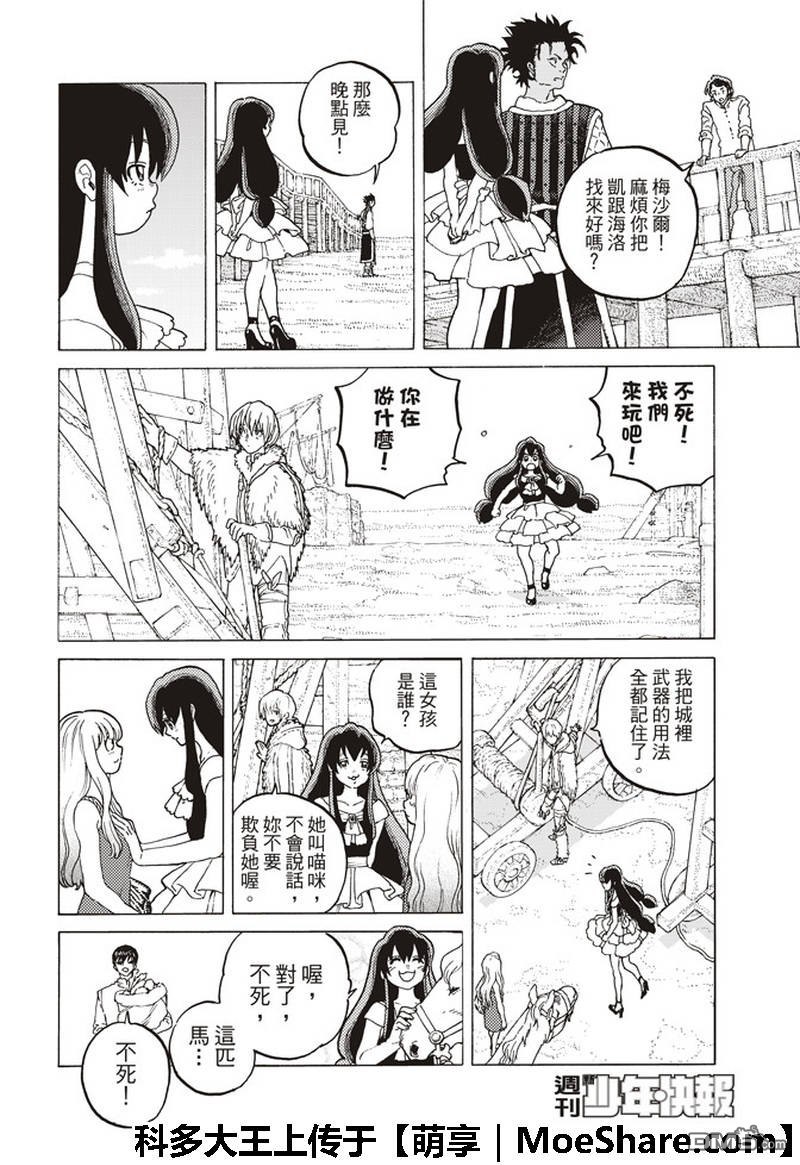 梅沙爾！
麻煩你把
凱跟海洛
找來好嗎？
那麼
晚點見！
不死！
我們
來玩吧！
你在
做什麼！
我把城裡
武器的用法
全都記住了。
這女孩
是誰？
她叫喵咪，
不會說話，
妳不要
欺負她喔。
喔，
對了，
不死，
這匹
馬…
不死！
週刊
少年快報
科多大王上传于【萌享 | MoeShare.com】